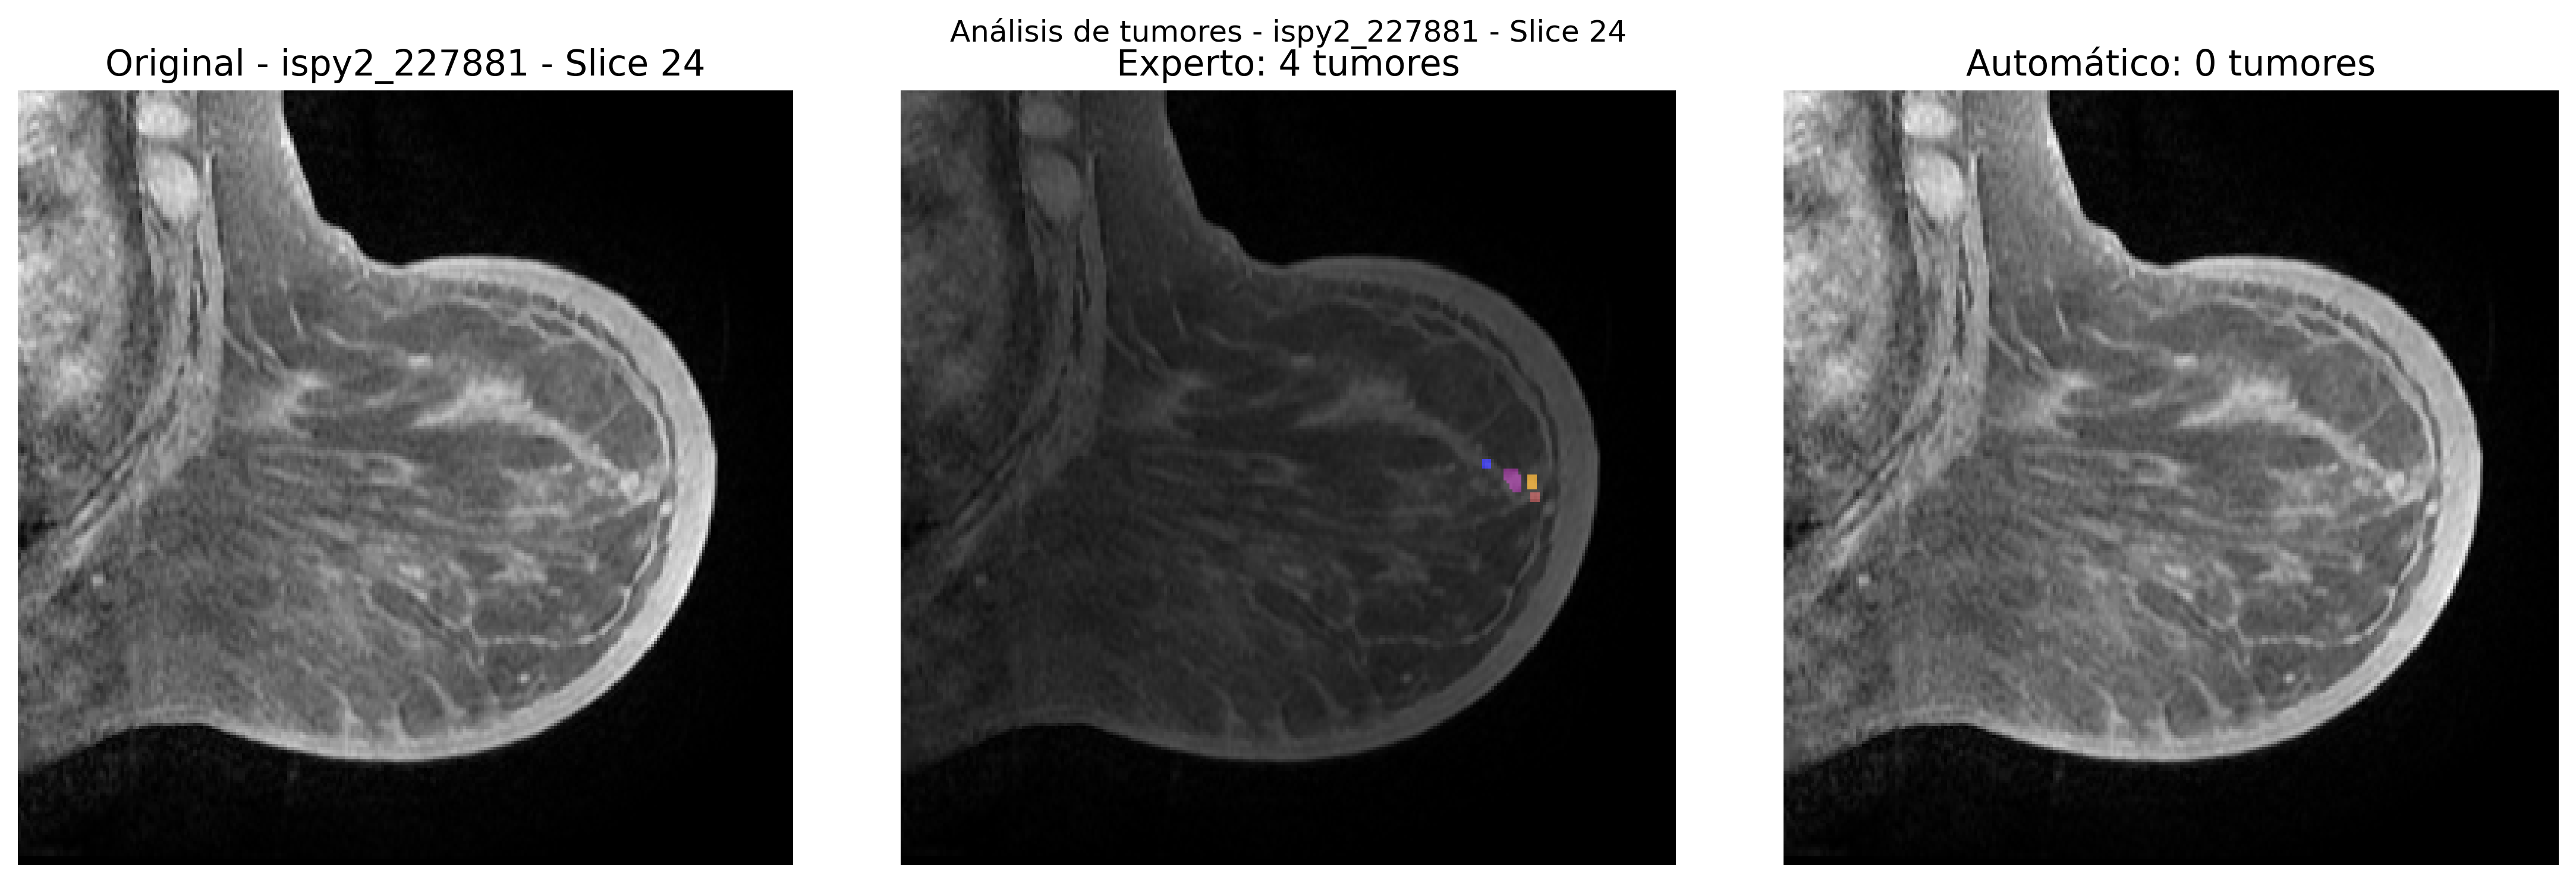 Análisis de tumores - ispy2_227881 - Slice 24
Original - ispy2_227881 - Slice 24
Experto: 4 tumores
Automático: 0 tumores